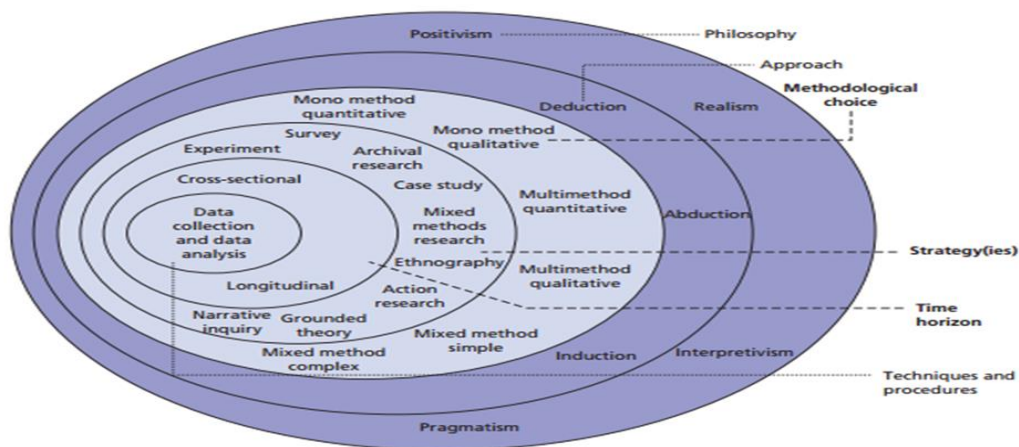 Positivism
Philosophy
Approach
Methodological
choice
Mono method
quantitative
Deduction
Realism
Survey
Mono method
qualitative
Experiment
Archival
research
Cross-sectional
Case study
Multimethod
quantitative
Data
collection
and data
analysis
Mixed
methods
research
Abduction
Strategy(ies)
Ethnography
Multimethod
qualitative
Longitudinal
Action
research
Time
horizon
Narrative
inquiry
Grounded
theory
Mixed method
simple
Mixed method
complex
Induction
Interpretivism
Techniques and
procedures
Pragmatism